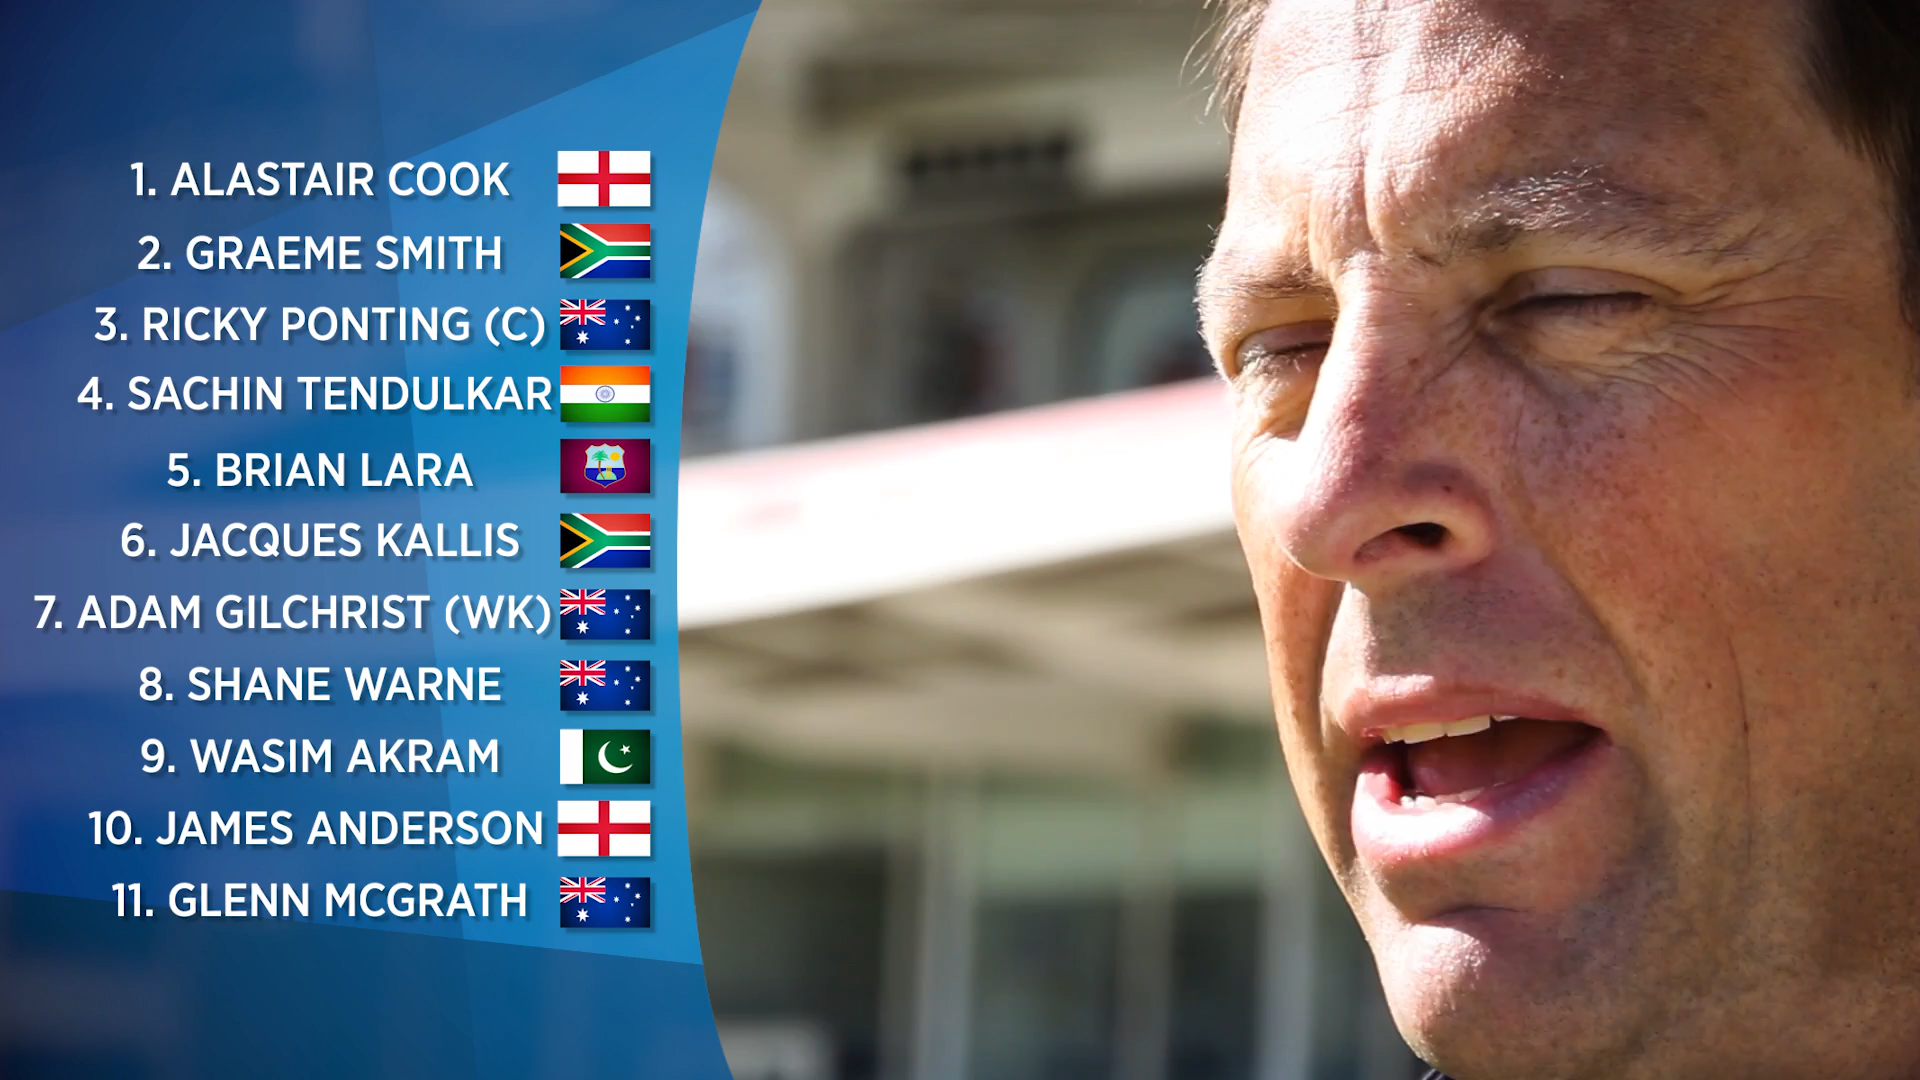 1. ALASTAIR COOK
2. GRAEME SMITH
3. RICKY PONTING (C)
4. SACHIN TENDULKAR
5. BRIAN LARA
6. JACQUES KALLIS
7. ADAM GILCHRIST (WK)
8. SHANE WARNE
9. WASIM AKRAM
10. JAMES ANDERSON
11. GLENN MCGRATH